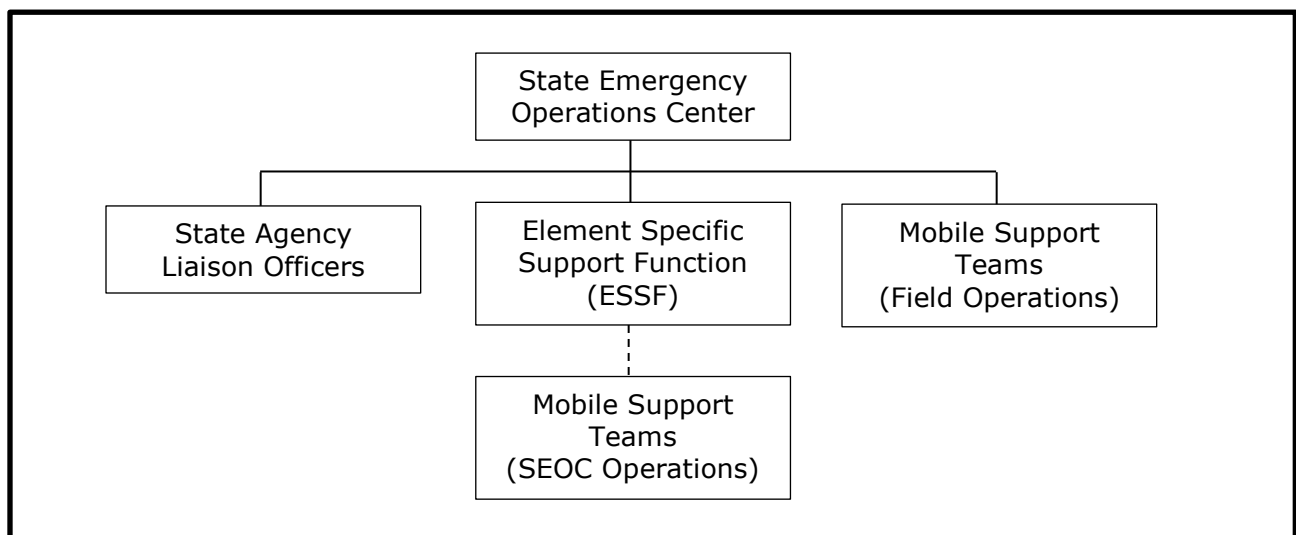 State Emergency
Operations Center
State Agency
Liaison Officers
Element Specific
Support Function
(ESSF)
Mobile Support
Teams
(Field Operations)
Mobile Support
Teams
(SEOC Operations)